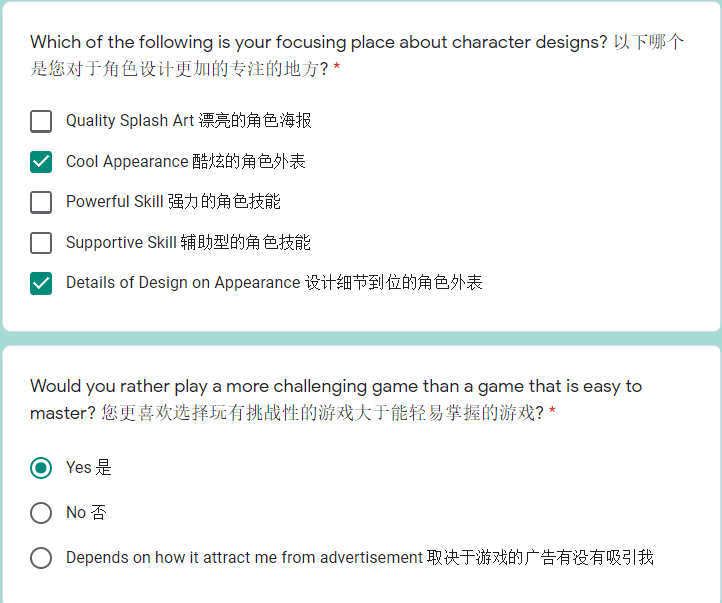 Which of the following is your focusing place about character designs? 以下哪个
是您对于角色设计更加的专注的地方? *
Quality Splash Art 漂亮的角色海报
Cool Appearance 酷炫的角色外表
Powerful Skill 强力的角色技能
Supportive Skill 辅助型的角色技能
Details of Design on Appearance 设计细节到位的角色外表
Would you rather play a more challenging game than a game that is easy to
master? 您更喜欢选择玩有挑战性的游戏大于能轻易掌握的游戏? *
Yes 是
No 否
Depends on how it attract me from advertisement 取决于游戏的广告有没有吸引我